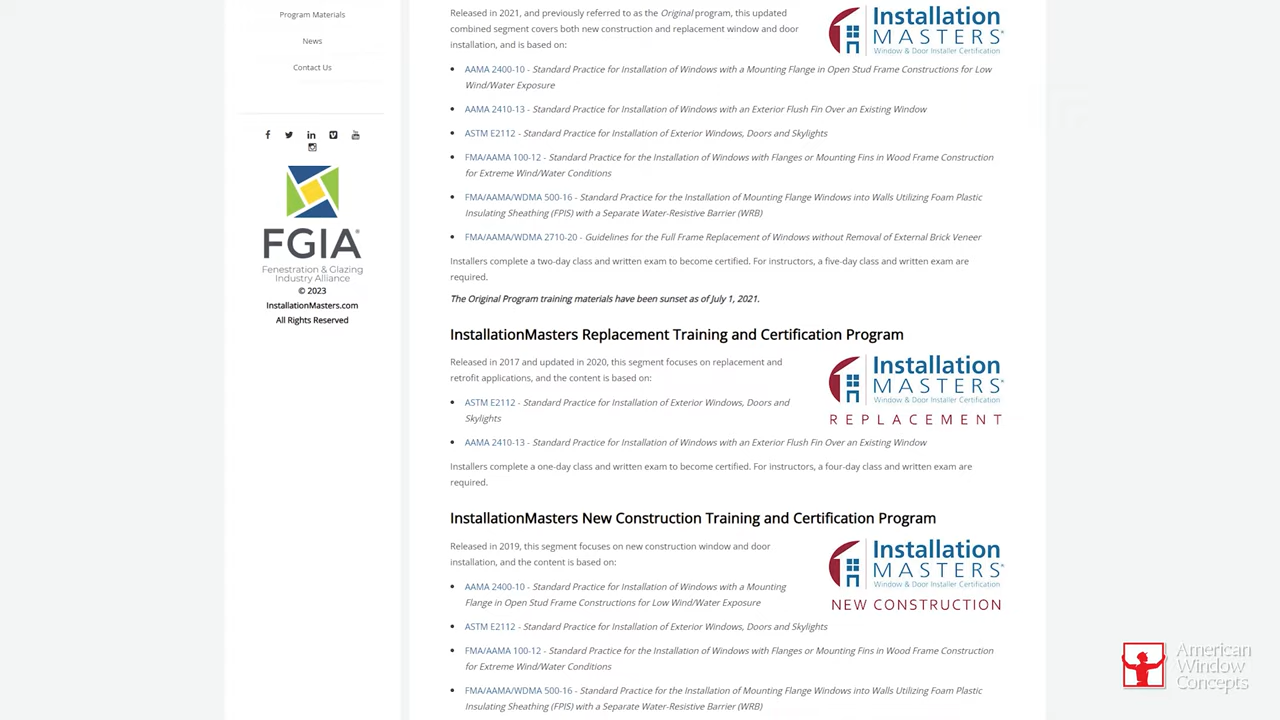 Program Materials
News
Contact Us
FGIA®
Fenestration & Glazing
Industry Alliance
© 2023
InstallationMasters.com
All Rights Reserved
Released in 2021, and previously referred to as the Original program, this updated
combined segment covers both new construction and replacement window and door
installation, and is based on:
Installation
MASTERS®
Window & Door Installer Certification
AAMA 2400-10 - Standard Practice for Installation of Windows with a Mounting Flange in Open Stud Frame Constructions for Low
Wind/Water Exposure
AAMA 2410-13 - Standard Practice for Installation of Windows with an Exterior Flush Fin Over an Existing Window
ASTM E2112 - Standard Practice for Installation of Exterior Windows, Doors and Skylights
FMA/AAMA 100-12 - Standard Practice for the Installation of Windows with Flanges or Mounting Fins in Wood Frame Construction
for Extreme Wind/Water Conditions
FMA/AAMA/WDMA 500-16 - Standard Practice for the Installation of Mounting Flange Windows into Walls Utilizing Foam Plastic
Insulating Sheathing (FPIS) with a Separate Water-Resistive Barrier (WRB)
FMA/AAMA/WDMA 2710-20 - Guidelines for the Full Frame Replacement of Windows without Removal of External Brick Veneer
Installers complete a two-day class and written exam to become certified. For instructors, a five-day class and written exam are
required.
The Original Program training materials have been sunset as of July 1, 2021.
InstallationMasters Replacement Training and Certification Program
Released in 2017 and updated in 2020, this segment focuses on replacement and
retrofit applications, and the content is based on:
Installation
MASTERS®
Window & Door Installer Certification
REPLACEMENT
ASTM E2112 - Standard Practice for Installation of Exterior Windows, Doors and
Skylights
AAMA 2410-13 - Standard Practice for Installation of Windows with an Exterior Flush Fin Over an Existing Window
Installers complete a one-day class and written exam to become certified. For instructors, a four-day class and written exam are
required.
InstallationMasters New Construction Training and Certification Program
Released in 2019, this segment focuses on new construction window and door
installation, and the content is based on:
Installation
MASTERS®
Window & Door Installer Certification
NEW CONSTRUCTION
AAMA 2400-10 - Standard Practice for Installation of Windows with a Mounting
Flange in Open Stud Frame Constructions for Low Wind/Water Exposure
ASTM E2112 - Standard Practice for Installation of Exterior Windows, Doors and Skylights
FMA/AAMA 100-12 - Standard Practice for the Installation of Windows with Flanges or Mounting Fins in Wood Frame Construction
for Extreme Wind/Water Conditions
FMA/AAMA/WDMA 500-16 - Standard Practice for the Installation of Mounting Flange Windows into Walls Utilizing Foam Plastic
Insulating Sheathing (FPIS) with a Separate Water-Resistive Barrier (WRB)
American
Window
Concepts